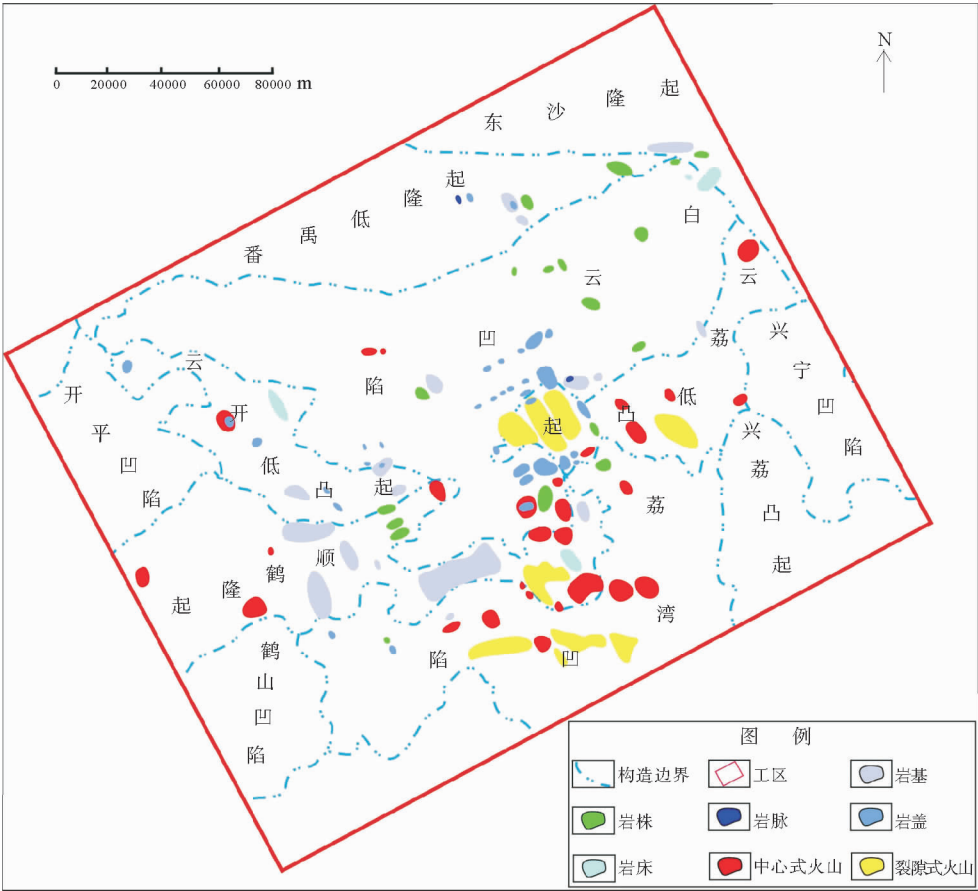 N
0 20000 40000 60000 80000 m
东沙隆起
番禺低隆起
白云凹陷
云荔低凸起
兴宁凹陷
兴荔凸起
云开低凸起
开平凹陷
顺鹤隆起
鹤山凹陷
荔湾凹陷
图 例
构造边界 工区 岩基
岩株 岩脉 岩盖
岩床 中心式火山 裂隙式火山